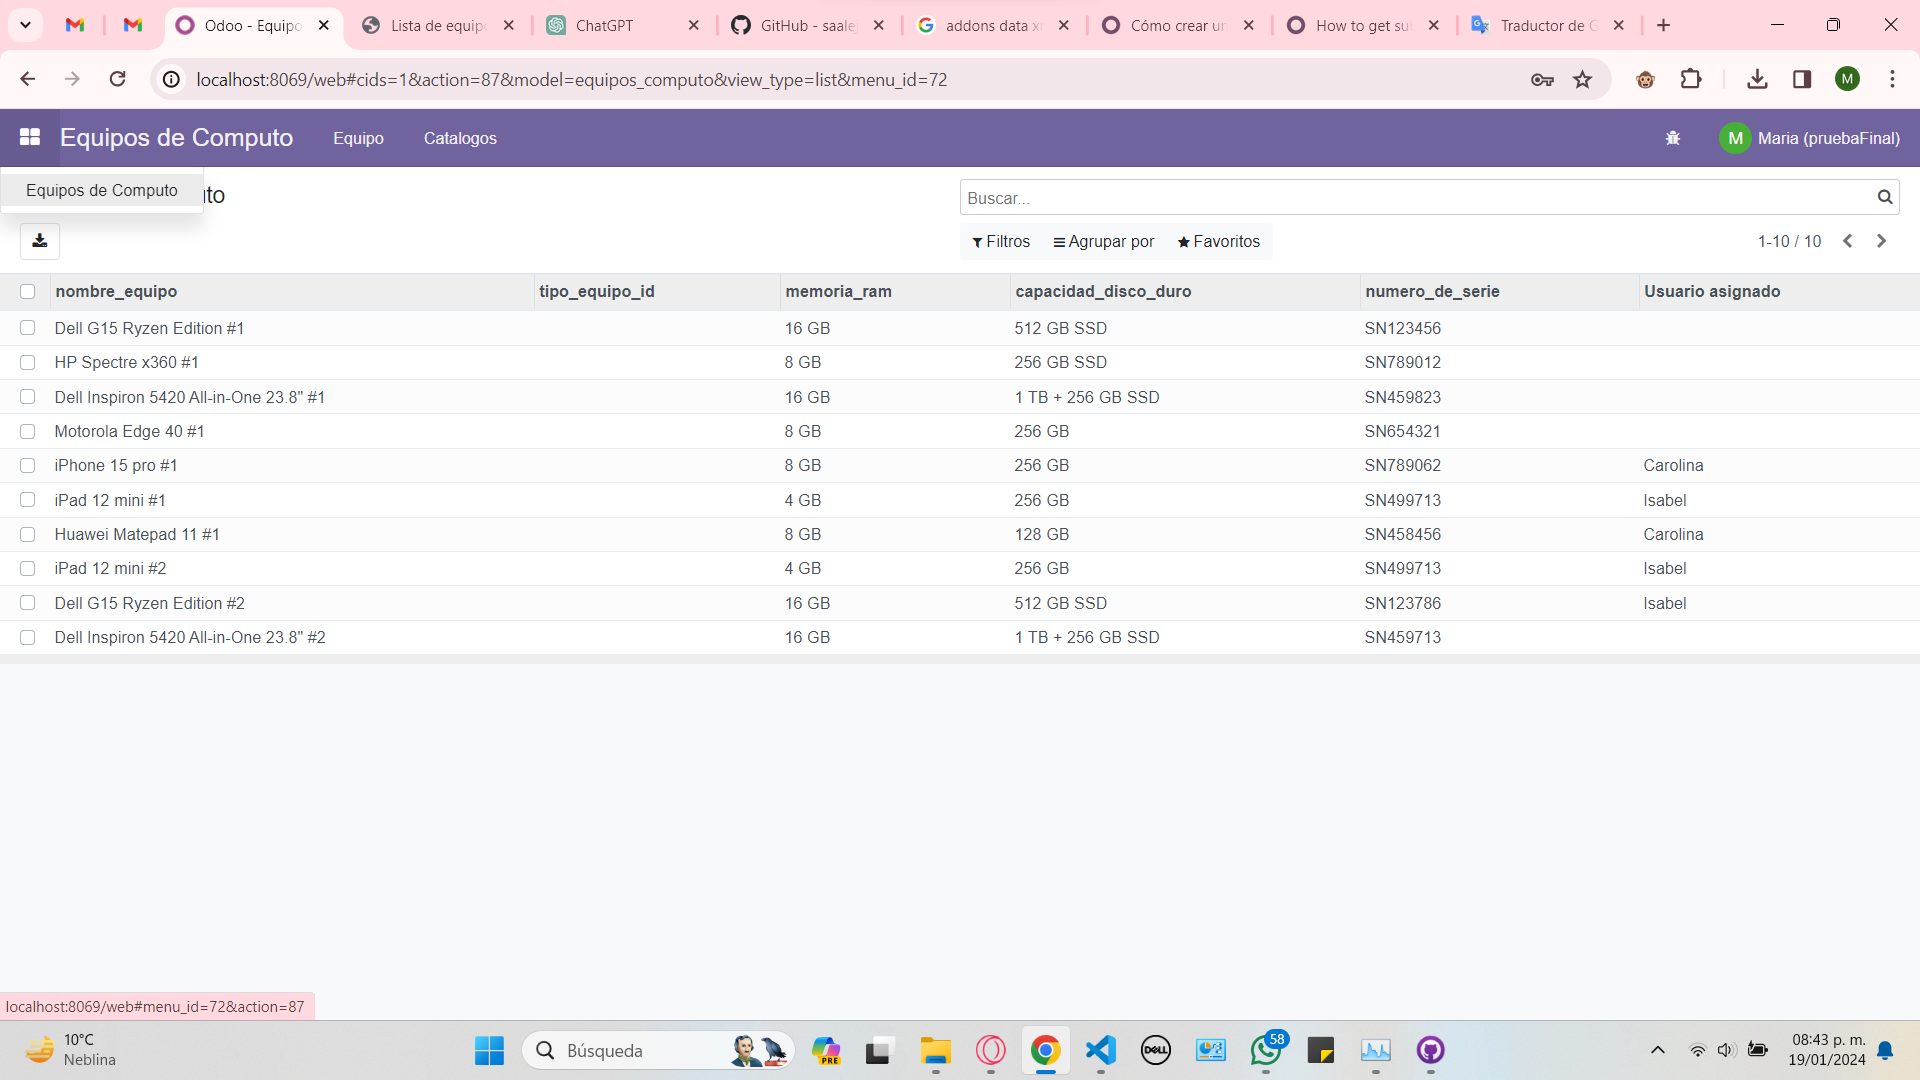 Odoo - Equipo
Lista de equipo
ChatGPT
GitHub - saale
addons data x
Cómo crear un
How to get su
Traductor de G
localhost:8069/web#cids=1&action=87&model=equipos_computo&view_type=list&menu_id=72
M
Equipos de Computo
Equipo
Catalogos
M
Maria (pruebaFinal)
Equipos de Computo
uto
Buscar...
Filtros
Agrupar por
Favoritos
1-10 / 10
nombre_equipo tipo_equipo_id memoria_ram capacidad_disco_duro numero_de_serie Usuario asignado
Dell G15 Ryzen Edition #1 16 GB 512 GB SSD SN123456
HP Spectre x360 #1 8 GB 256 GB SSD SN789012
Dell Inspiron 5420 All-in-One 23.8" #1 16 GB 1 TB + 256 GB SSD SN459823
Motorola Edge 40 #1 8 GB 256 GB SN654321
iPhone 15 pro #1 8 GB 256 GB SN789062 Carolina
iPad 12 mini #1 4 GB 256 GB SN499713 Isabel
Huawei Matepad 11 #1 8 GB 128 GB SN458456 Carolina
iPad 12 mini #2 4 GB 256 GB SN499713 Isabel
Dell G15 Ryzen Edition #2 16 GB 512 GB SSD SN123786 Isabel
Dell Inspiron 5420 All-in-One 23.8" #2 16 GB 1 TB + 256 GB SSD SN459713
localhost:8069/web#menu_id=72&action=87
10°C
Neblina
Búsqueda
PRE
DELL
58
08:43 p. m.
19/01/2024